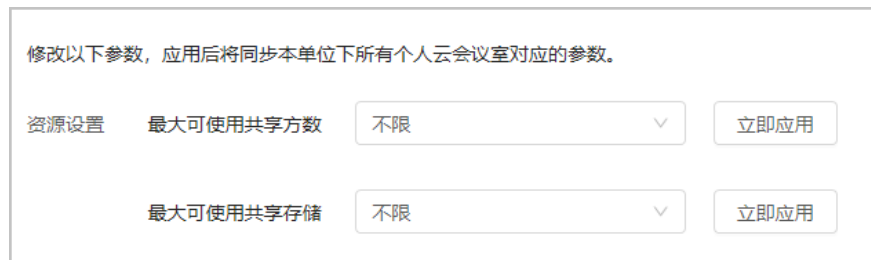 修改以下参数，应用后将同步本单位下所有个人云会议室对应的参数。
资源设置 最大可使用共享方数 不限 立即应用
最大可使用共享存储 不限 立即应用